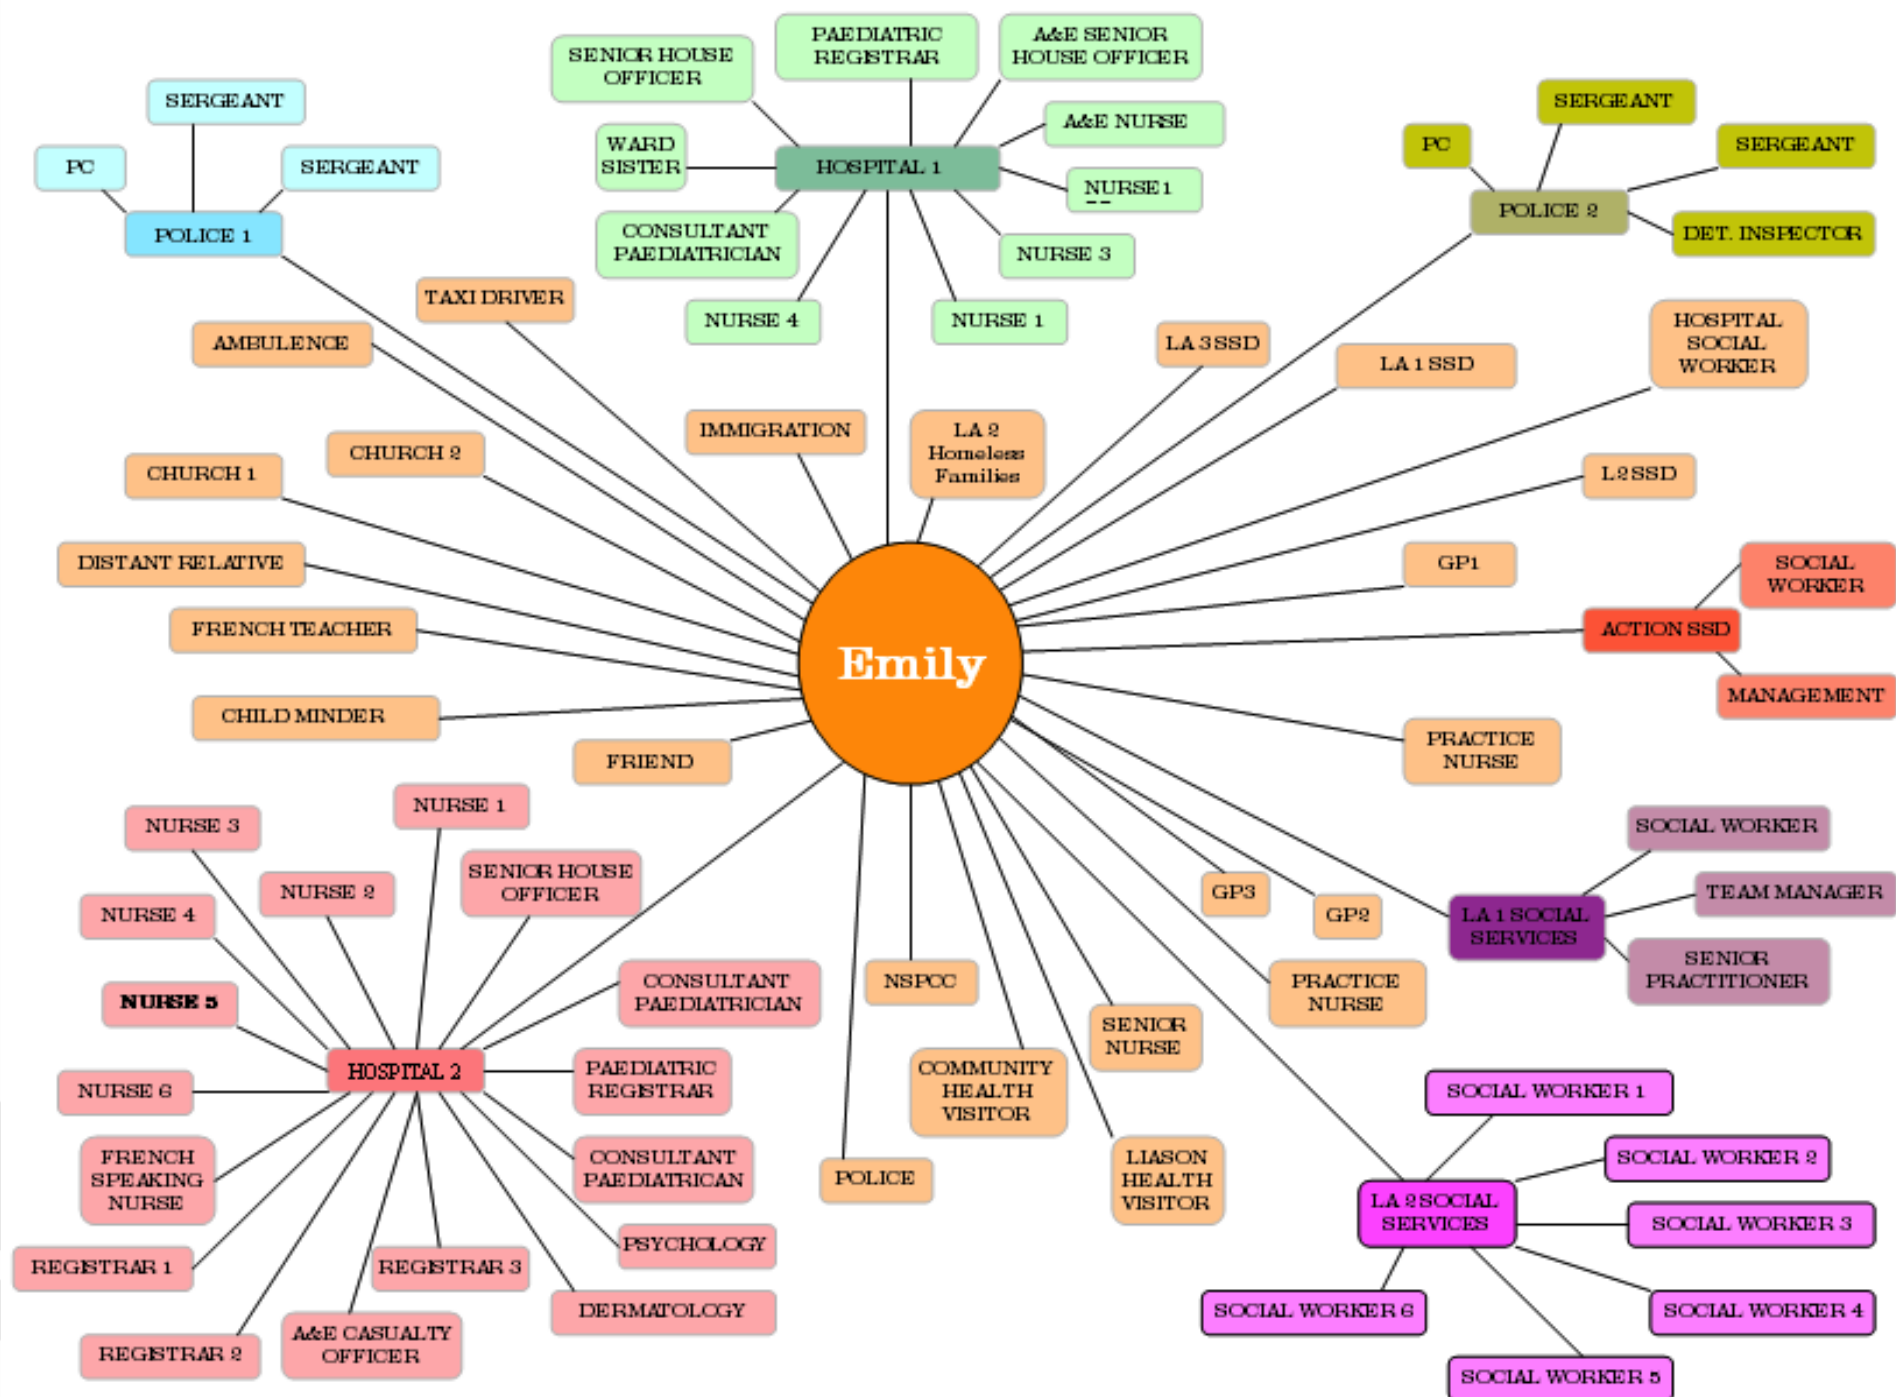 PAEDIATRIC
REGISTRAR
A&E SENIOR
HOUSE OFFICER
SENIOR HOUSE
OFFICER
SERGEANT
SERGEANT
A&E NURSE
WARD
SISTER
PC
SERGEANT
HOSPITAL 1
NURSE1
PC
SERGEANT
POLICE 1
CONSULTANT
PAEDIATRICIAN
NURSE 3
POLICE 2
DET. INSPECTOR
TAXI DRIVER
NURSE 4
NURSE 1
AMBULENCE
LA 3 SSD
LA 1 SSD
HOSPITAL
SOCIAL
WORKER
IMMIGRATION
LA 2
Homeless
Families
CHURCH 2
CHURCH 1
L2 SSD
DISTANT RELATIVE
GP1
SOCIAL
WORKER
FRENCH TEACHER
ACTION SSD
Emily
MANAGEMENT
CHILD MINDER
PRACTICE
NURSE
FRIEND
NURSE 1
NURSE 3
SOCIAL WORKER
SENIOR HOUSE
OFFICER
NURSE 2
NURSE 4
GP3
GP2
TEAM MANAGER
LA 1 SOCIAL
SERVICES
SENIOR
PRACTITIONER
NURSE 5
CONSULTANT
PAEDIATRICIAN
NSPCC
PRACTICE
NURSE
SENIOR
NURSE
HOSPITAL 2
PAEDIATRIC
REGISTRAR
NURSE 6
COMMUNITY
HEALTH
VISITOR
SOCIAL WORKER 1
FRENCH
SPEAKING
NURSE
CONSULTANT
PAEDIATRICAN
POLICE
LIASON
HEALTH
VISITOR
SOCIAL WORKER 2
LA 2 SOCIAL
SERVICES
SOCIAL WORKER 3
REGISTRAR 1
REGISTRAR 3
PSYCHOLOGY
DERMATOLOGY
SOCIAL WORKER 6
SOCIAL WORKER 4
REGISTRAR 2
A&E CASUALTY
OFFICER
SOCIAL WORKER 5